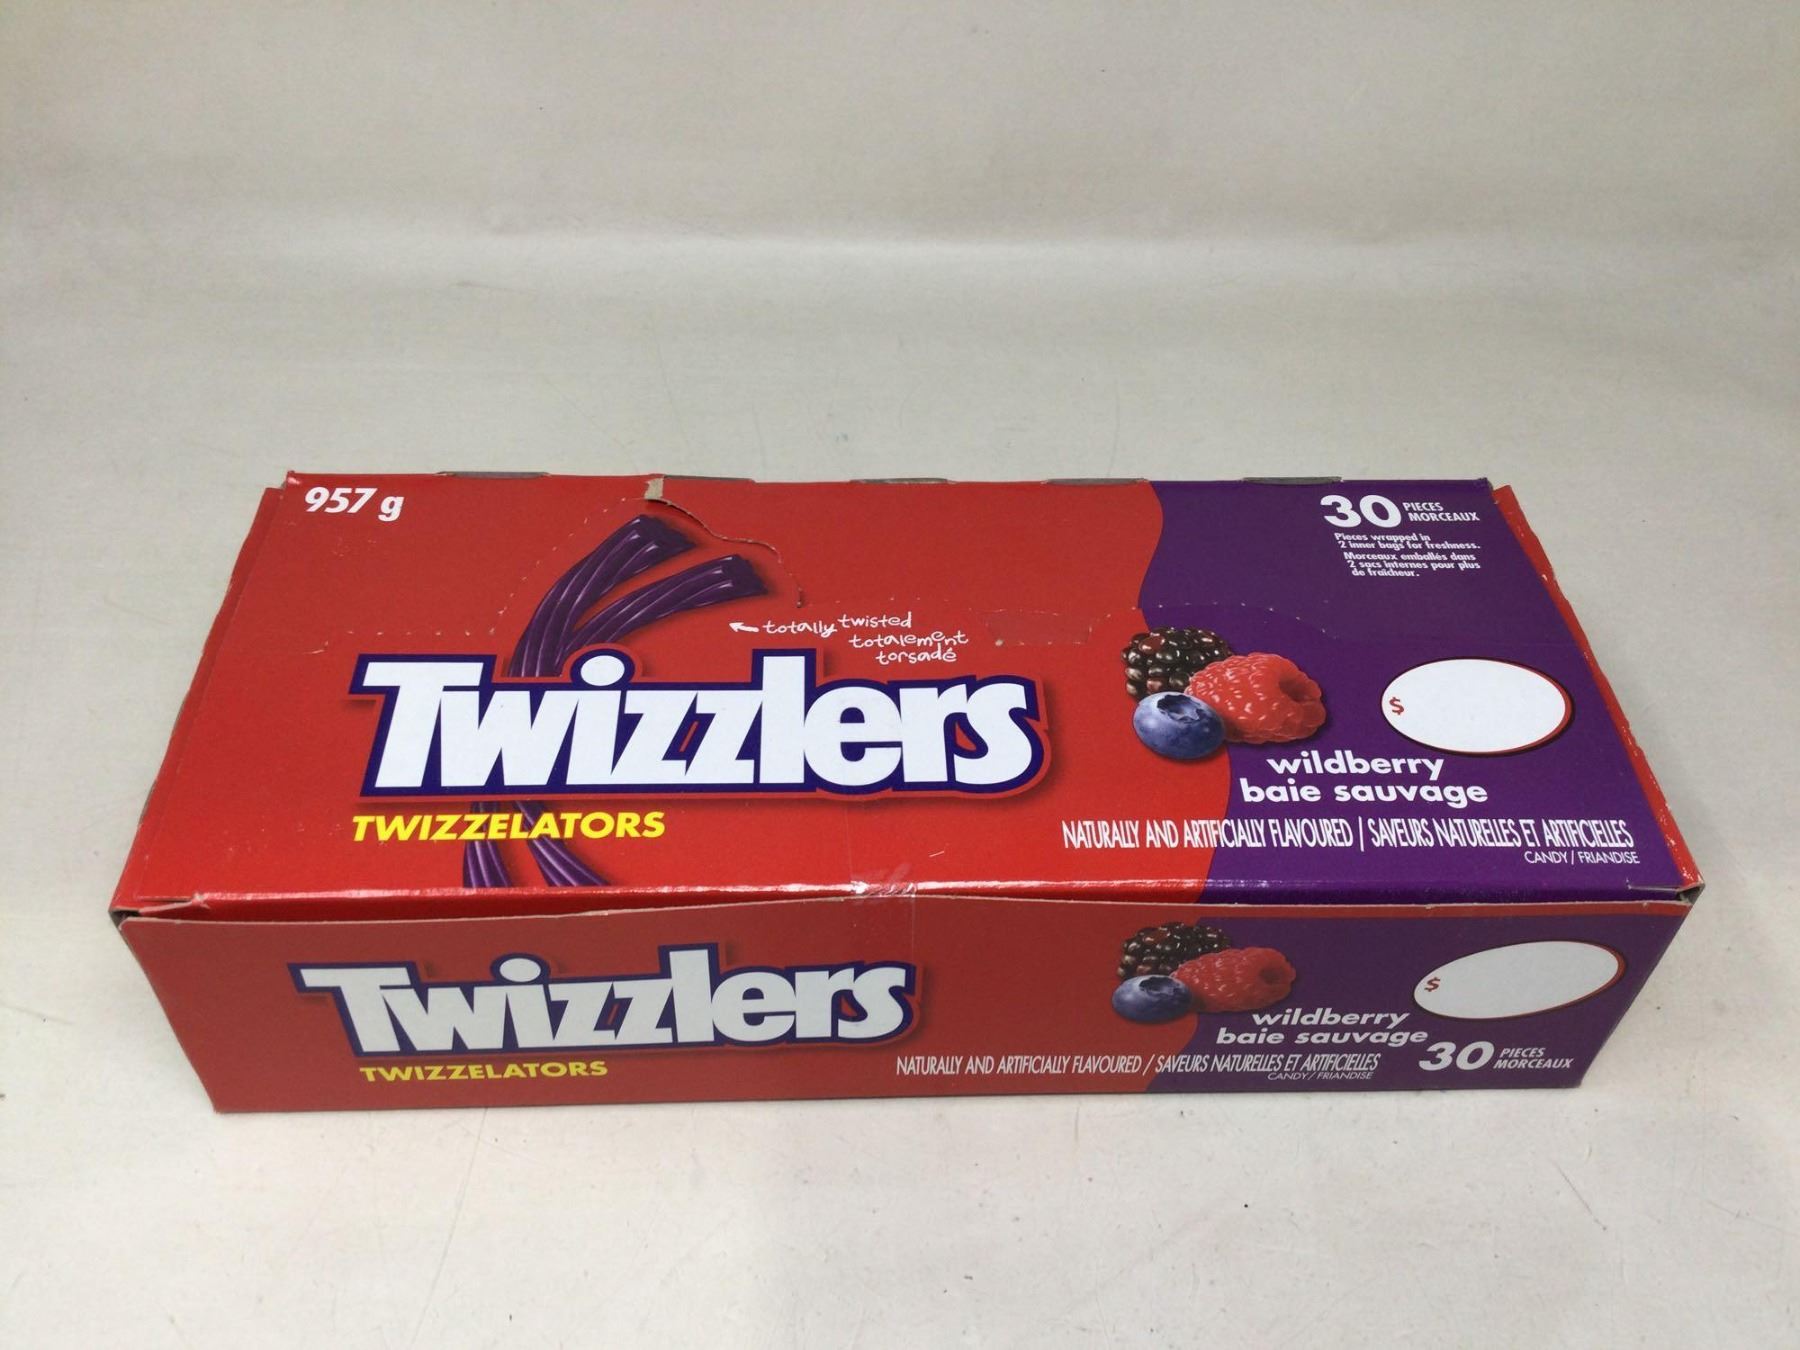 957 g
30 PIECES
MORCEAUX
Pieces wrapped in
2 inner bags for freshness.
Morceaux emballés dans
2 sacs internes pour plus
de fraîcheur.
totally twisted
totalement
torsadé
Twizzlers
TWIZZELATORS
$
wildberry
baie sauvage
NATURALLY AND ARTIFICIALLY FLAVOURED / SAVEURS NATURELLES ET ARTIFICIELLES
CANDY / FRIANDISE
Twizzlers
TWIZZELATORS
$
wildberry
baie sauvage
NATURALLY AND ARTIFICIALLY FLAVOURED / SAVEURS NATURELLES ET ARTIFICIELLES
CANDY / FRIANDISE
30 PIECES
MORCEAUX